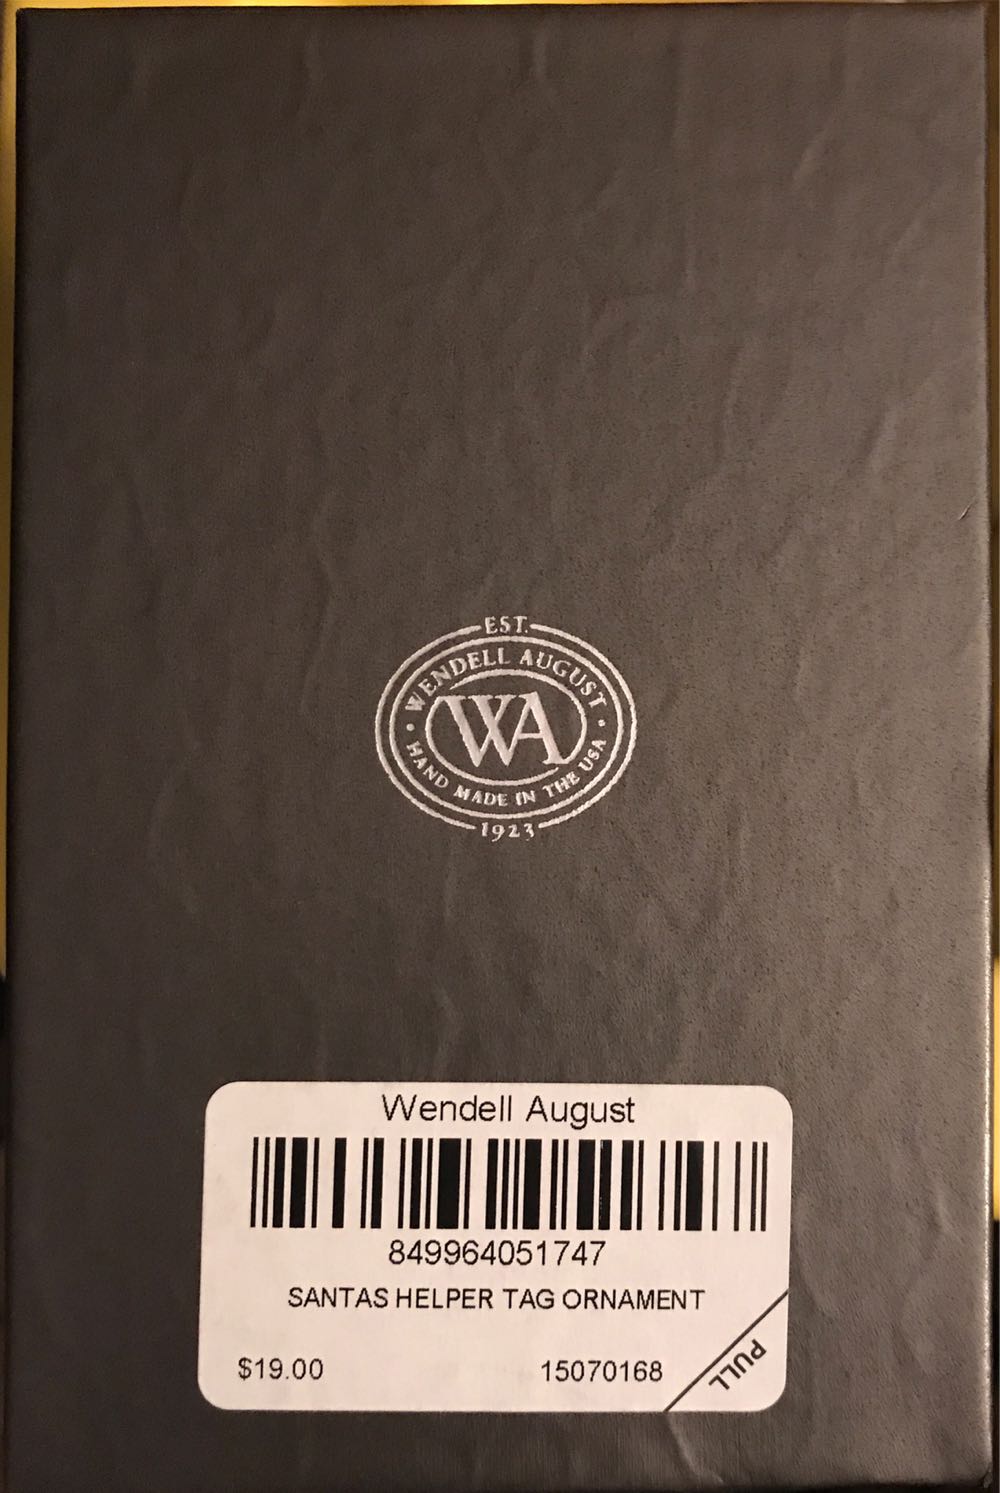 EST.
WENDELL AUGUST
WA
· HAND MADE IN THE USA ·
1923
Wendell August
849964051747
SANTAS HELPER TAG ORNAMENT
$19.00 15070168
PULL